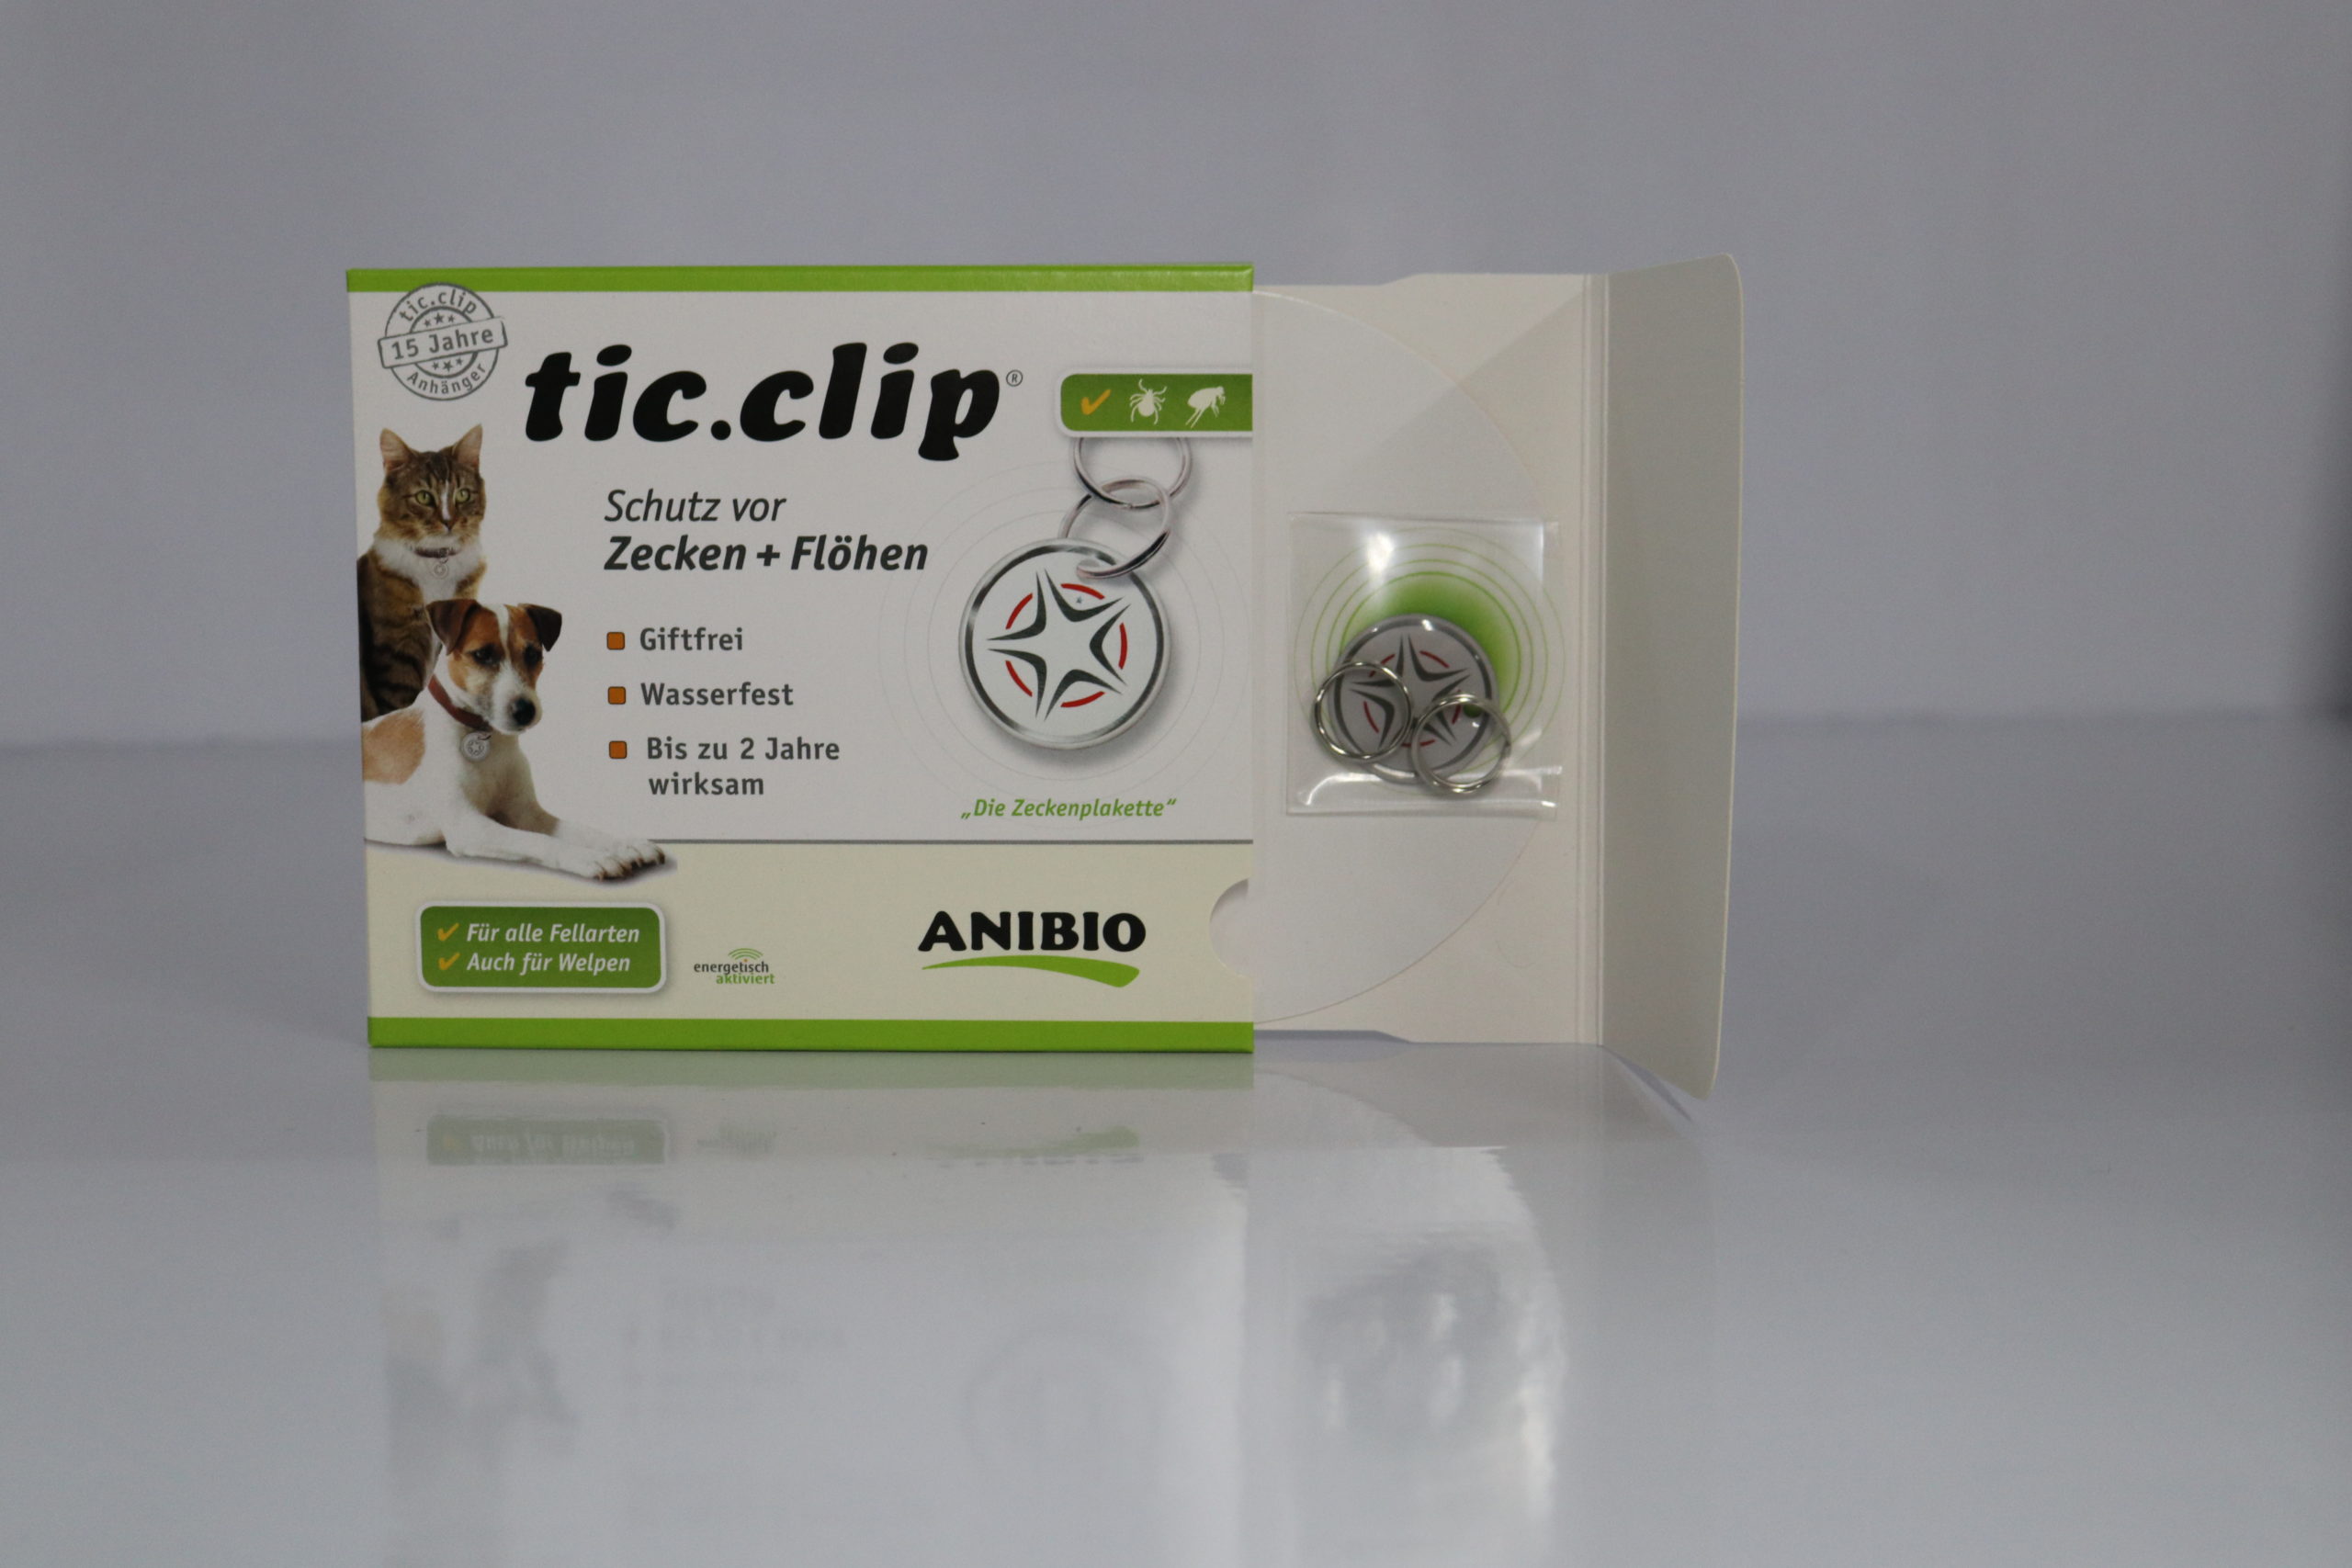 tic.clip
15 Jahre
Anhänger
tic.clip®
Schutz vor
Zecken + Flöhen
Giftfrei
Wasserfest
Bis zu 2 Jahre
wirksam
„Die Zeckenplakette“
Für alle Fellarten
Auch für Welpen
energetisch
aktiviert
ANIBIO